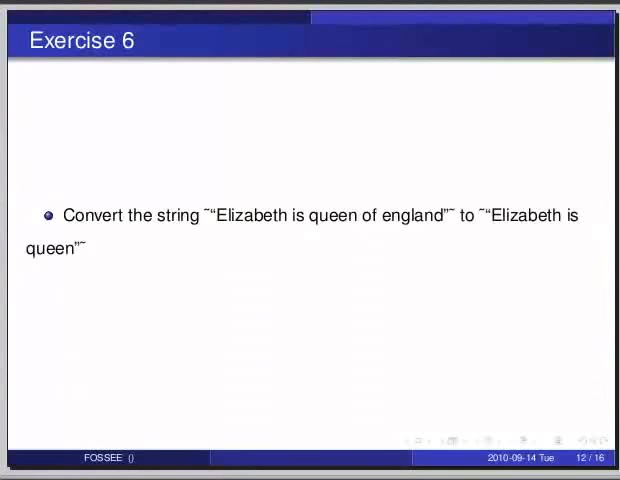 Exercise 6
Convert the string ˜“Elizabeth is queen of england”˜ to ˜“Elizabeth is
queen”˜
FOSSEE ()
2010-09-14 Tue 12 / 16